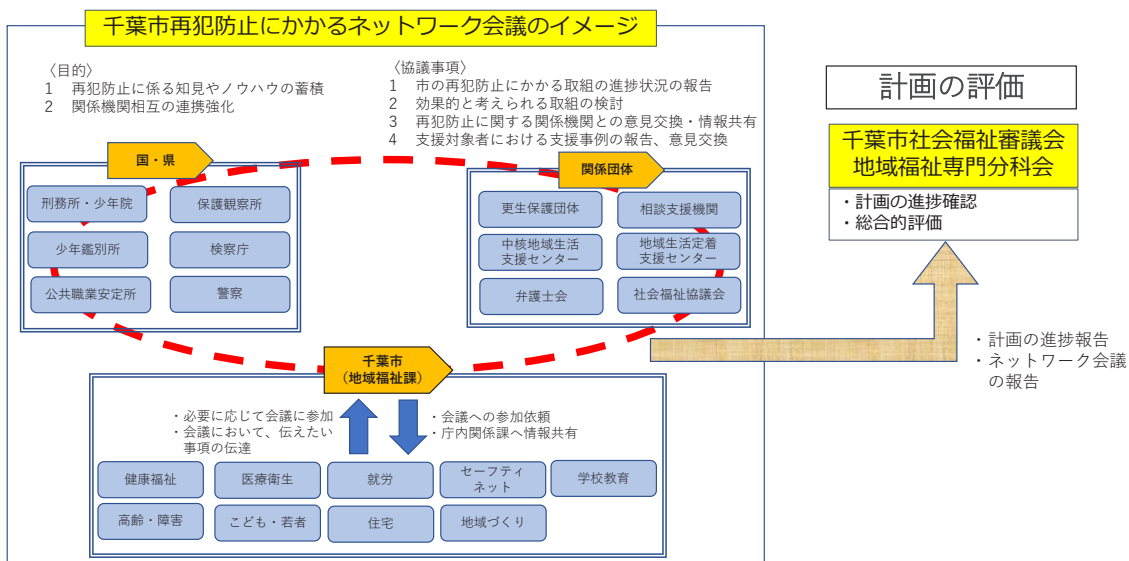 千葉市再犯防止にかかるネットワーク会議のイメージ
〈目的〉
1 再犯防止に係る知見やノウハウの蓄積
2 関係機関相互の連携強化
〈協議事項〉
1 市の再犯防止にかかる取組の進捗状況の報告
2 効果的と考えられる取組の検討
3 再犯防止に関する関係機関との意見交換・情報共有
4 支援対象者における支援事例の報告、意見交換
国・県
刑務所・少年院
保護観察所
少年鑑別所
検察庁
公共職業安定所
警察
関係団体
更生保護団体
相談支援機関
中核地域生活
支援センター
地域生活定着
支援センター
弁護士会
社会福祉協議会
千葉市
(地域福祉課)
・必要に応じて会議に参加
・会議において、伝えたい
事項の伝達
・会議への参加依頼
・庁内関係課へ情報共有
健康福祉
医療衛生
就労
セーフティ
ネット
学校教育
高齢・障害
こども・若者
住宅
地域づくり
計画の評価
千葉市社会福祉審議会
地域福祉専門分科会
・計画の進捗確認
・総合的評価
・計画の進捗報告
・ネットワーク会議
の報告